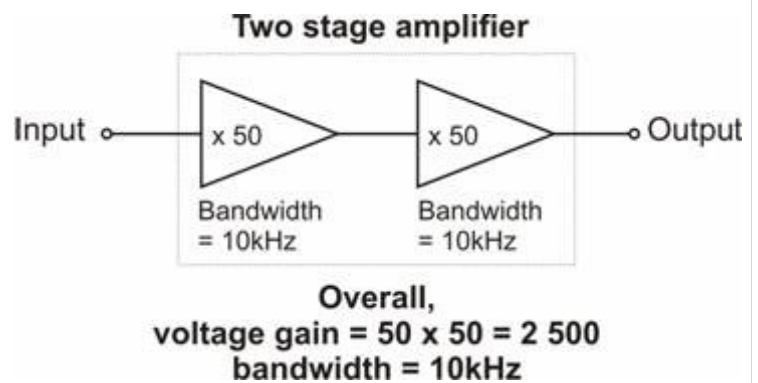 Two stage amplifier
Input
x 50
x 50
Output
Bandwidth
= 10kHz
Bandwidth
= 10kHz
Overall,
voltage gain = 50 x 50 = 2 500
bandwidth = 10kHz